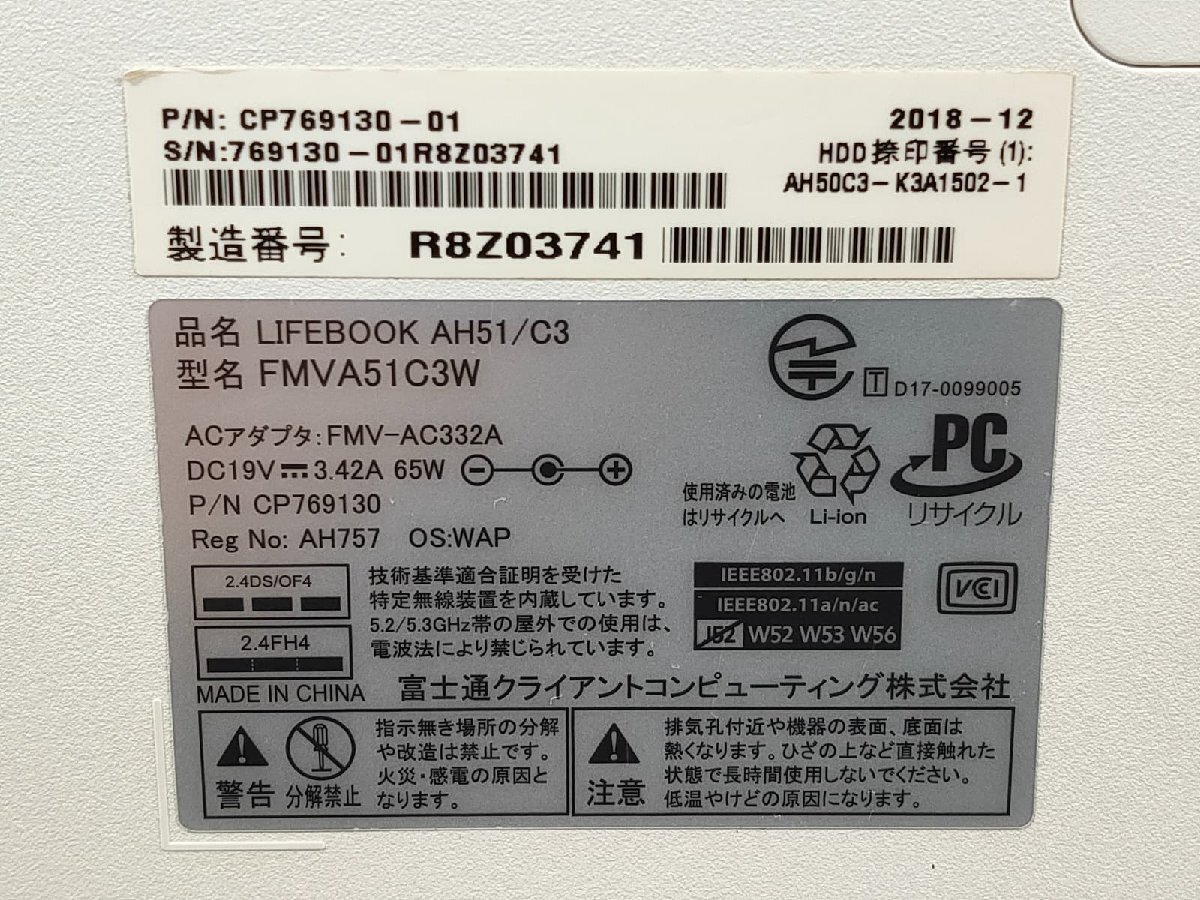 P/N: CP769130-01
S/N:769130-01R8Z03741
2018-12
HDD捺印番号(1):
AH50C3-K3A1502-1
製造番号: R8Z03741
品名 LIFEBOOK AH51/C3
型名 FMVA51C3W
T D17-0099005
ACアダプタ:FMV-AC332A
DC19V⎓3.42A 65W
P/N CP769130
Reg No: AH757 OS:WAP
使用済みの電池
はリサイクルへ
Li-ion
PC
リサイクル
2.4DS/OF4
2.4FH4
技術基準適合証明を受けた
特定無線装置を内蔵しています。
5.2/5.3GHz帯の屋外での使用は、
電波法により禁じられています。
IEEE802.11b/g/n
IEEE802.11a/n/ac
J52 W52 W53 W56
VCI
MADE IN CHINA
富士通クライアントコンピューティング株式会社
警告
分解禁止
指示無き場所の分解
や改造は禁止です。
火災・感電の原因と
なります。
注意
排気孔付近や機器の表面、底面は
熱くなります。ひざの上など直接触れた
状態で長時間使用しないでください。
低温やけどの原因になります。